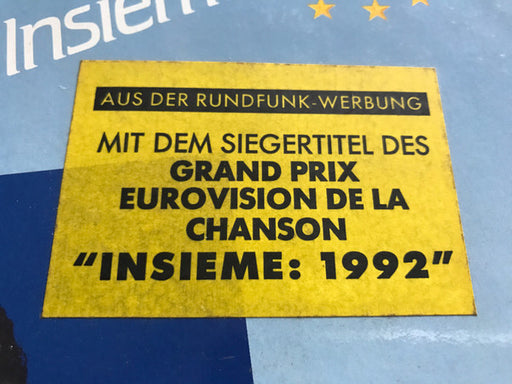 Insiem
AUS DER RUNDFUNK-WERBUNG
MIT DEM SIEGERTITEL DES
GRAND PRIX
EUROVISION DE LA
CHANSON
"INSIEME: 1992"